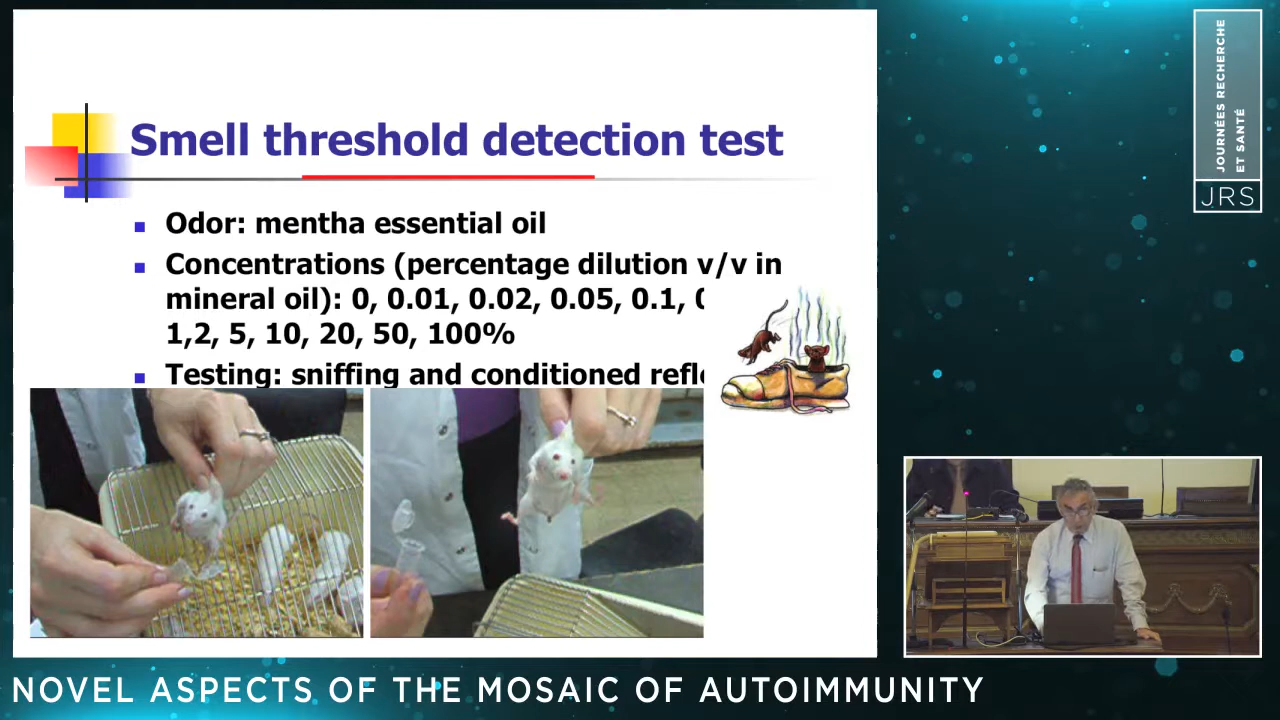 Smell threshold detection test
Odor: mentha essential oil
Concentrations (percentage dilution v/v in
mineral oil): 0, 0.01, 0.02, 0.05, 0.1,
1,2, 5, 10, 20, 50, 100%
Testing: sniffing and conditioned
JOURNÉES RECHERCHE
ET SANTÉ
JRS
NOVEL ASPECTS OF THE MOSAIC OF AUTOIMMUNITY